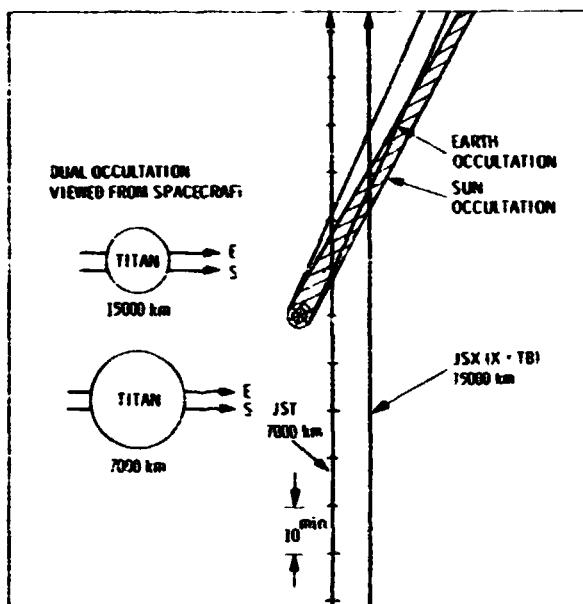 DUAL OCCULTATION
VIEWED FROM SPACECRAFT
TITAN
E
S
15000 km
TITAN
E
S
7000 km
EARTH
OCCULTATION
SUN
OCCULTATION
JSX (X - TB)
15000 km
JST
7000 km
10 min